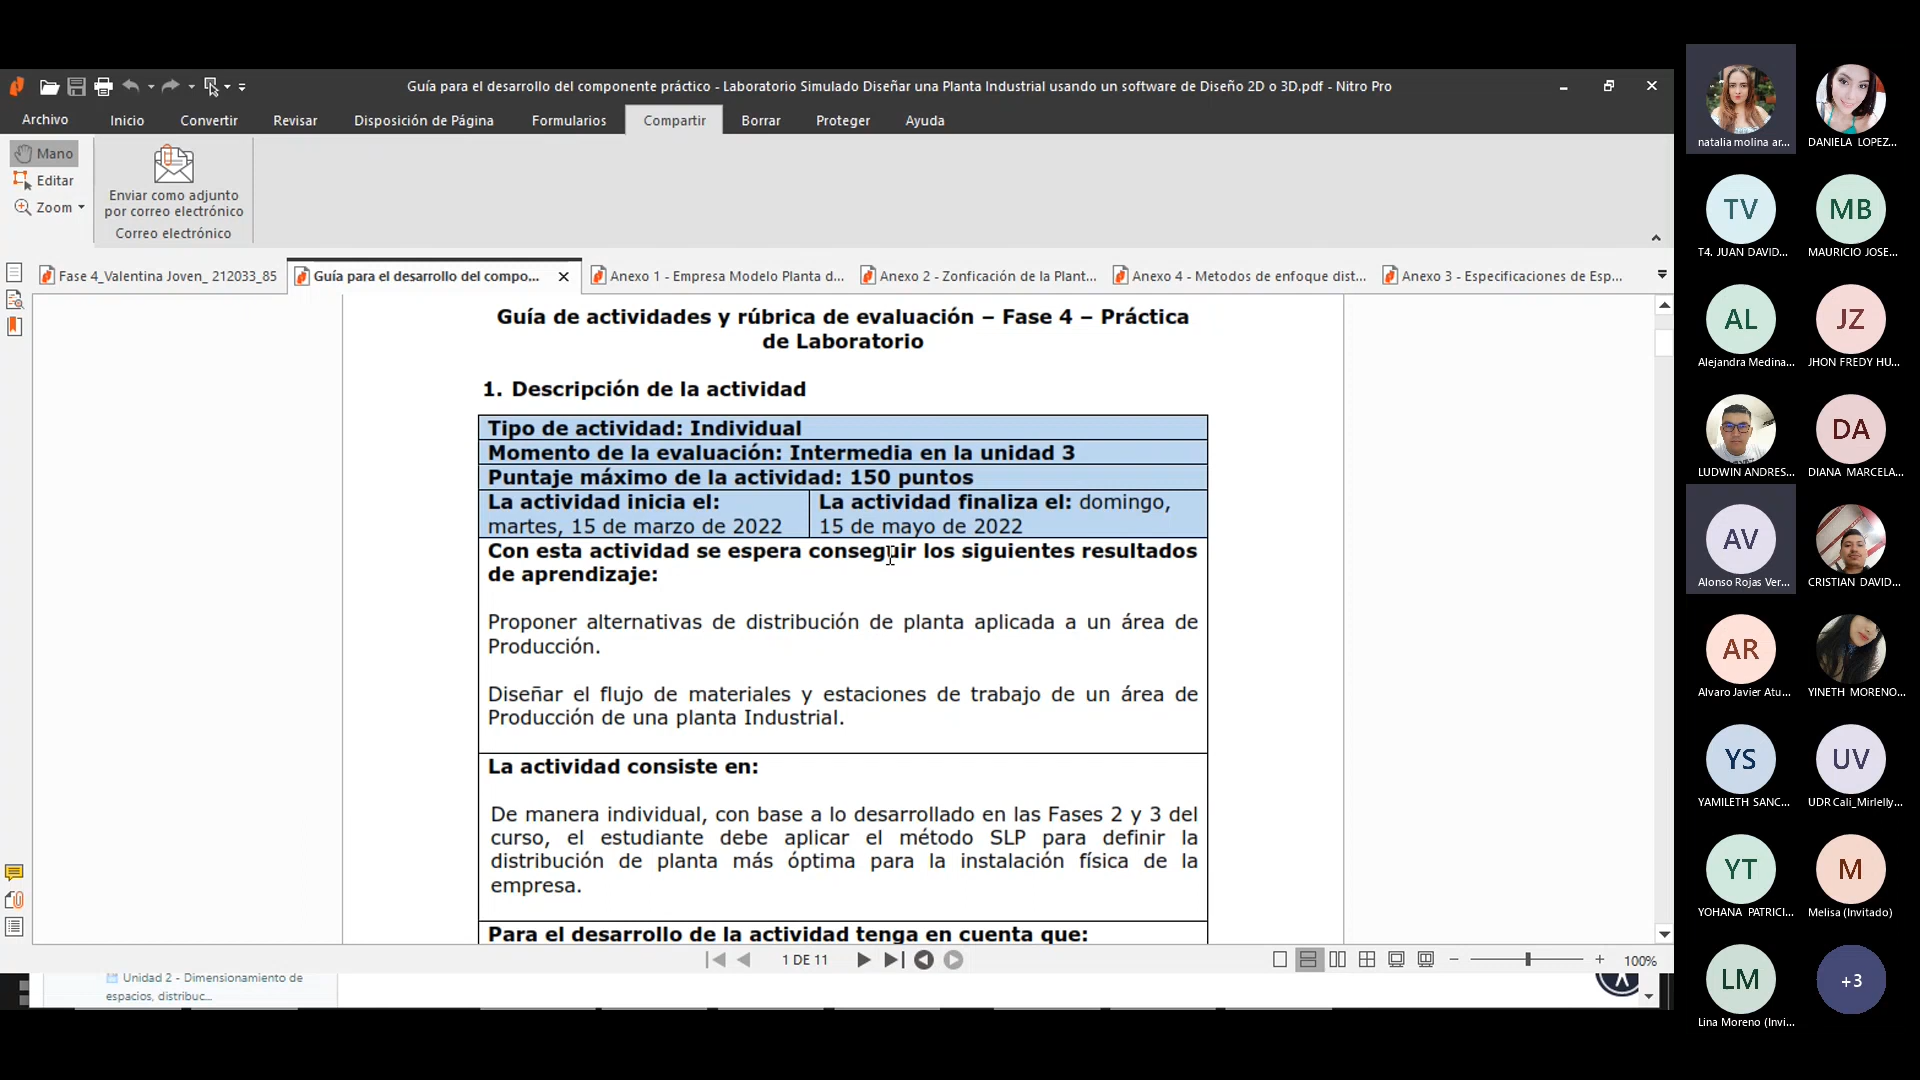 Guía para el desarrollo del componente práctico - Laboratorio Simulado Diseñar una Planta Industrial usando un software de Diseño 2D o 3D.pdf - Nitro Pro
Archivo
Inicio
Convertir
Revisar
Disposición de Página
Formularios
Compartir
Borrar
Proteger
Ayuda
Mano
Editar
Zoom
Enviar como adjunto
por correo electrónico
Correo electrónico
Fase 4_Valentina Joven_ 212033_85
Guía para el desarrollo del compo...
Anexo 1 - Empresa Modelo Planta d...
Anexo 2 - Zonficación de la Plant...
Anexo 4 - Metodos de enfoque dist...
Anexo 3 - Especificaciones de Esp...
Guía de actividades y rúbrica de evaluación – Fase 4 – Práctica
de Laboratorio
1. Descripción de la actividad
Tipo de actividad: Individual
Momento de la evaluación: Intermedia en la unidad 3
Puntaje máximo de la actividad: 150 puntos
La actividad inicia el:
martes, 15 de marzo de 2022
La actividad finaliza el: domingo,
15 de mayo de 2022
Con esta actividad se espera conseguir los siguientes resultados
de aprendizaje:
Proponer alternativas de distribución de planta aplicada a un área de
Producción.
Diseñar el flujo de materiales y estaciones de trabajo de un área de
Producción de una planta Industrial.
La actividad consiste en:
De manera individual, con base a lo desarrollado en las Fases 2 y 3 del
curso, el estudiante debe aplicar el método SLP para definir la
distribución de planta más óptima para la instalación física de la
empresa.
Para el desarrollo de la actividad tenga en cuenta que:
1 DE 11
100%
Unidad 2 - Dimensionamiento de
espacios, distribuc...
natalia molina ar...
DANIELA LOPEZ...
TV
T4. JUAN DAVID...
MB
MAURICIO JOSE...
AL
Alejandra Medina...
JZ
JHON FREDY HU...
LUDWIN ANDRES...
DA
DIANA MARCELA...
AV
Alonso Rojas Ver...
CRISTIAN DAVID...
AR
Alvaro Javier Atu...
YINETH MORENO...
YS
YAMILETH SANC...
UV
UDR Cali_Mirlelly...
YT
YOHANA PATRICI...
M
Melisa (Invitado)
LM
Lina Moreno (Invi...
+3